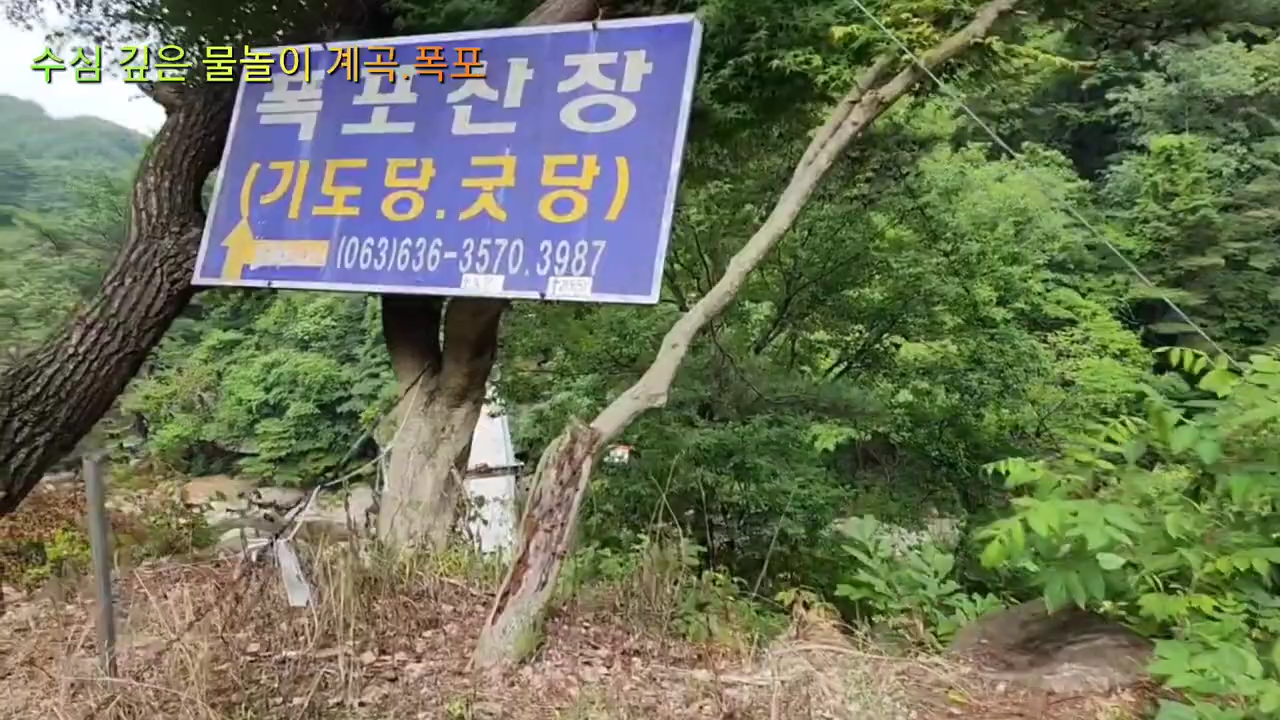 수심 깊은 물놀이 계곡.폭포
폭포산장
(기도당.굿당)
(063)636-3570.3987